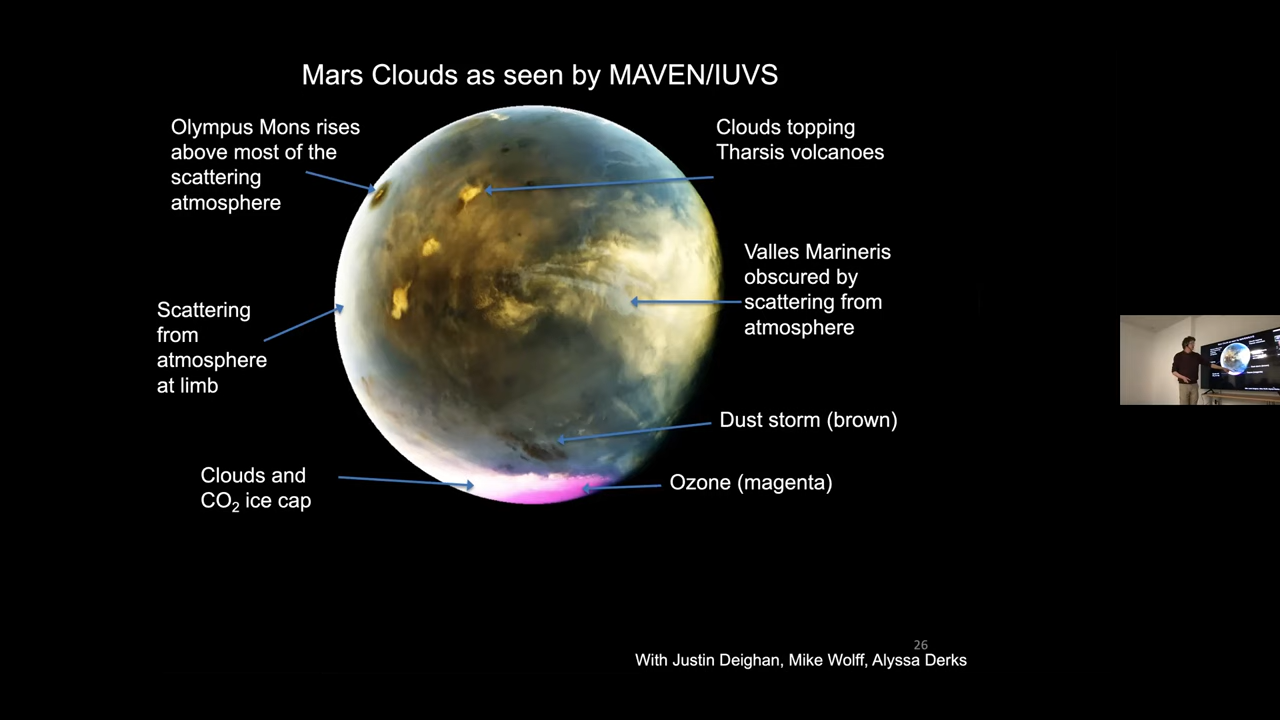 Mars Clouds as seen by MAVEN/IUVS
Olympus Mons rises
above most of the
scattering
atmosphere
Clouds topping
Tharsis volcanoes
Valles Marineris
obscured by
scattering from
atmosphere
Scattering
from
atmosphere
at limb
Dust storm (brown)
Clouds and
CO₂ ice cap
Ozone (magenta)
26
With Justin Deighan, Mike Wolff, Alyssa Derks